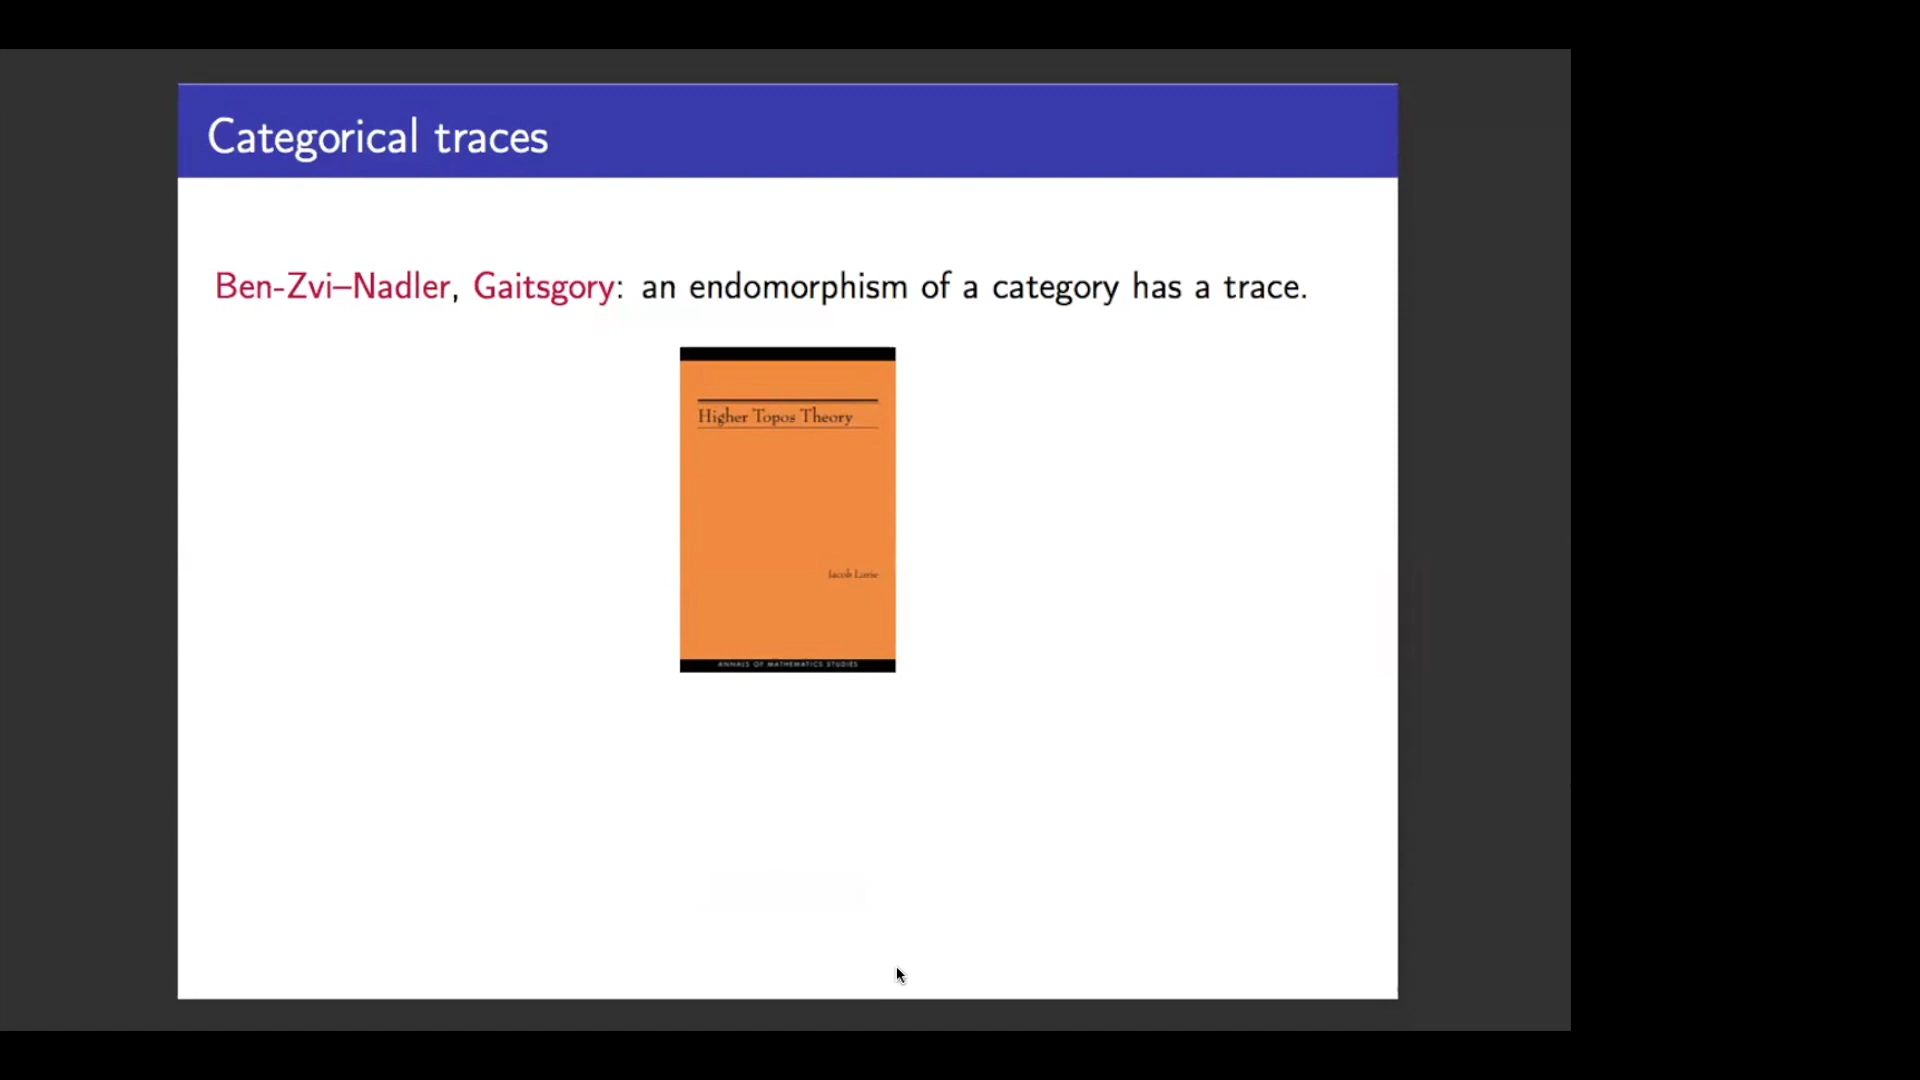 Categorical traces
Ben-Zvi–Nadler, Gaitsgory: an endomorphism of a category has a trace.
Higher Topos Theory
Jacob Lurie
ANNALS OF MATHEMATICS STUDIES